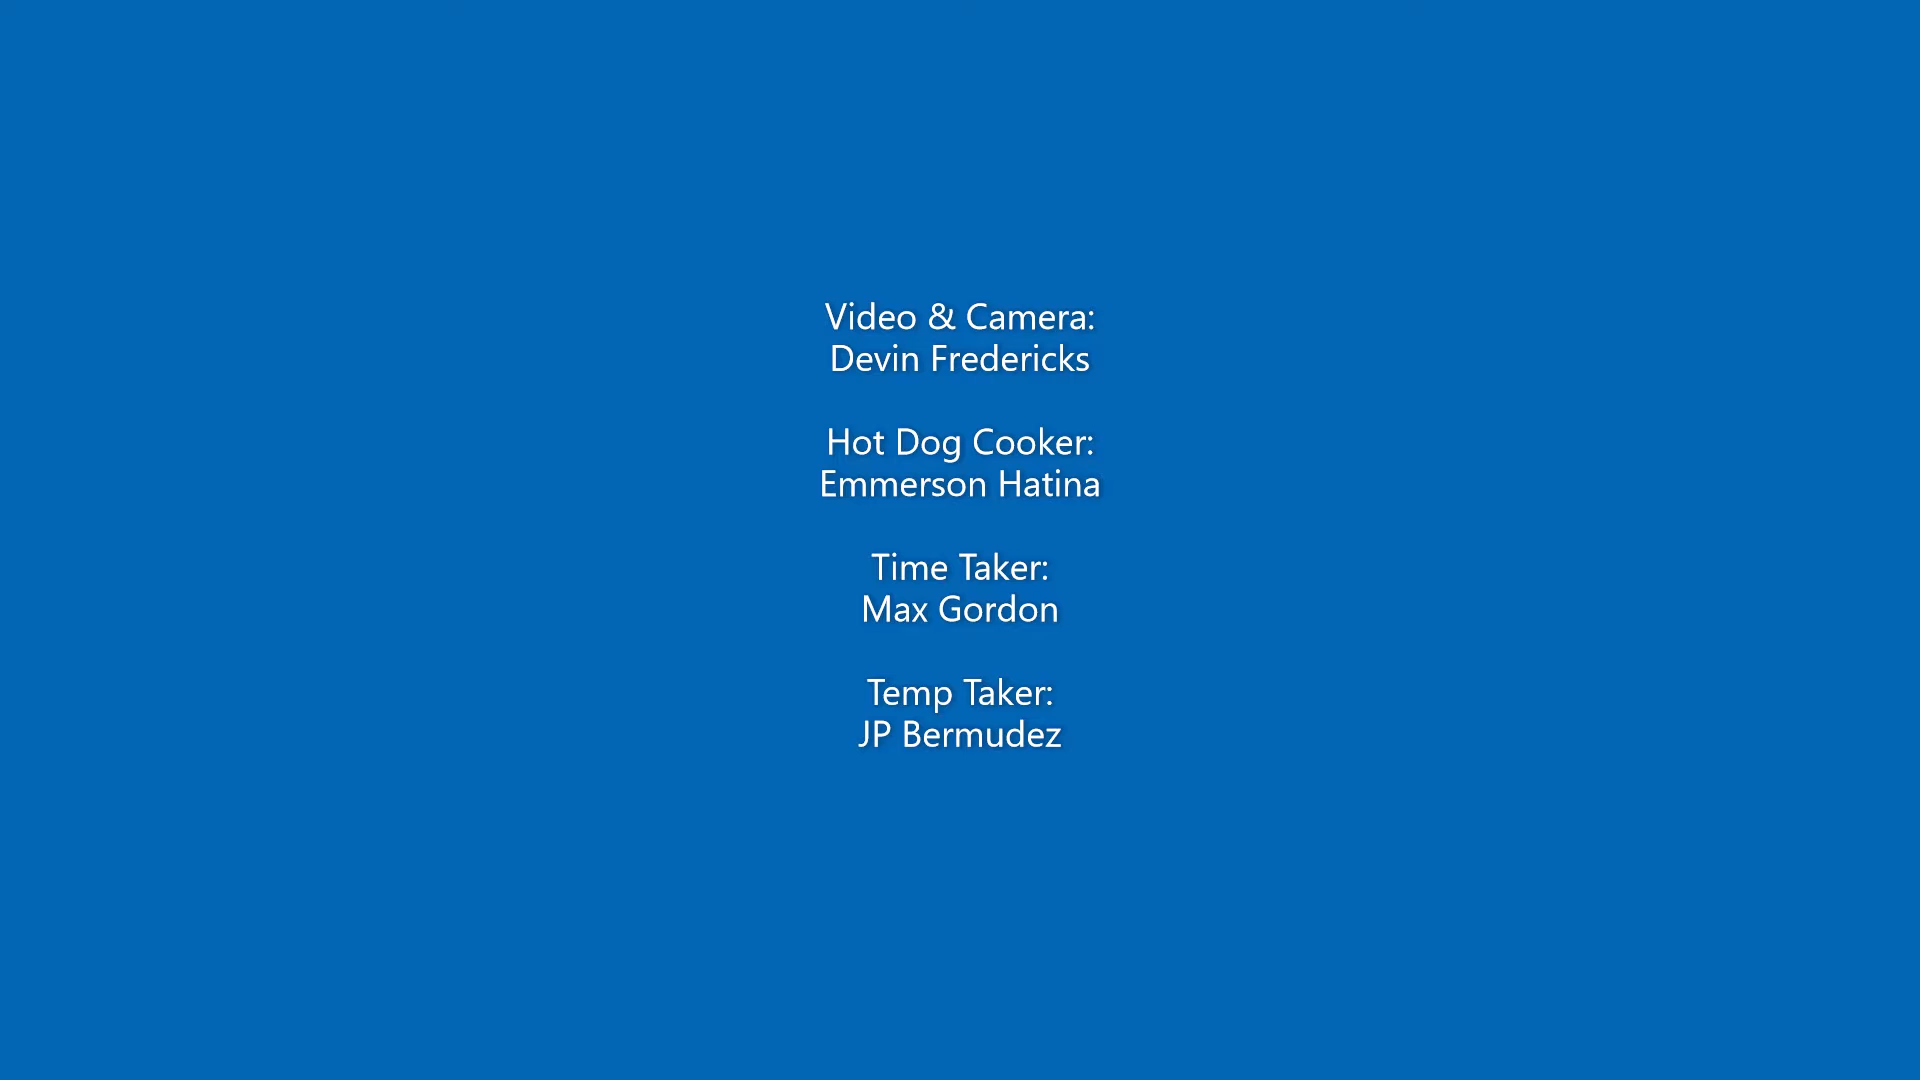 Video & Camera:
Devin Fredericks
Hot Dog Cooker:
Emmerson Hatina
Time Taker:
Max Gordon
Temp Taker:
JP Bermudez